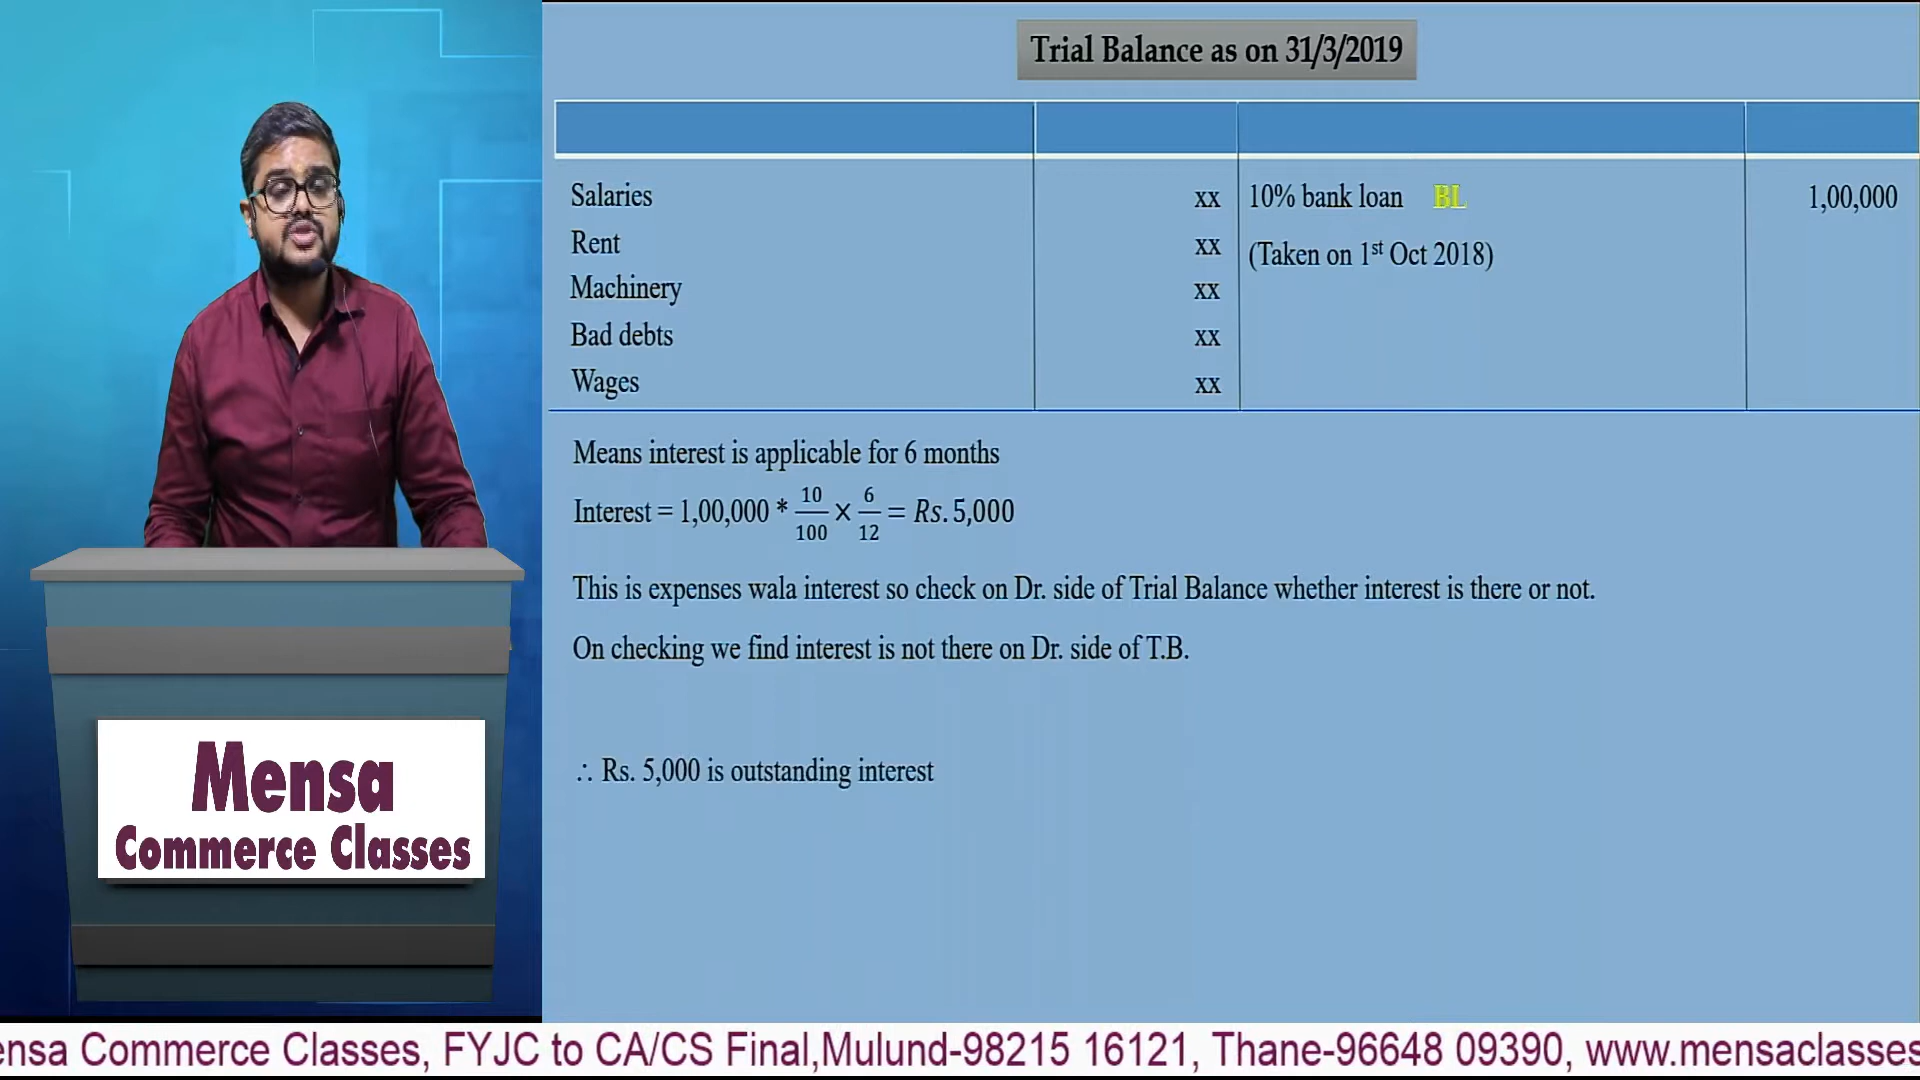 Trial Balance as on 31/3/2019
Salaries xx 10% bank loan BL 1,00,000
Rent xx (Taken on 1st Oct 2018)
Machinery xx
Bad debts xx
Wages xx
Means interest is applicable for 6 months
Interest = 1,00,000 * 10/100 × 6/12 = Rs. 5,000
This is expenses wala interest so check on Dr. side of Trial Balance whether interest is there or not.
On checking we find interest is not there on Dr. side of T.B.
∴ Rs. 5,000 is outstanding interest
Mensa
Commerce Classes
ensa Commerce Classes, FYJC to CA/CS Final,Mulund-98215 16121, Thane-96648 09390, www.mensaclasses